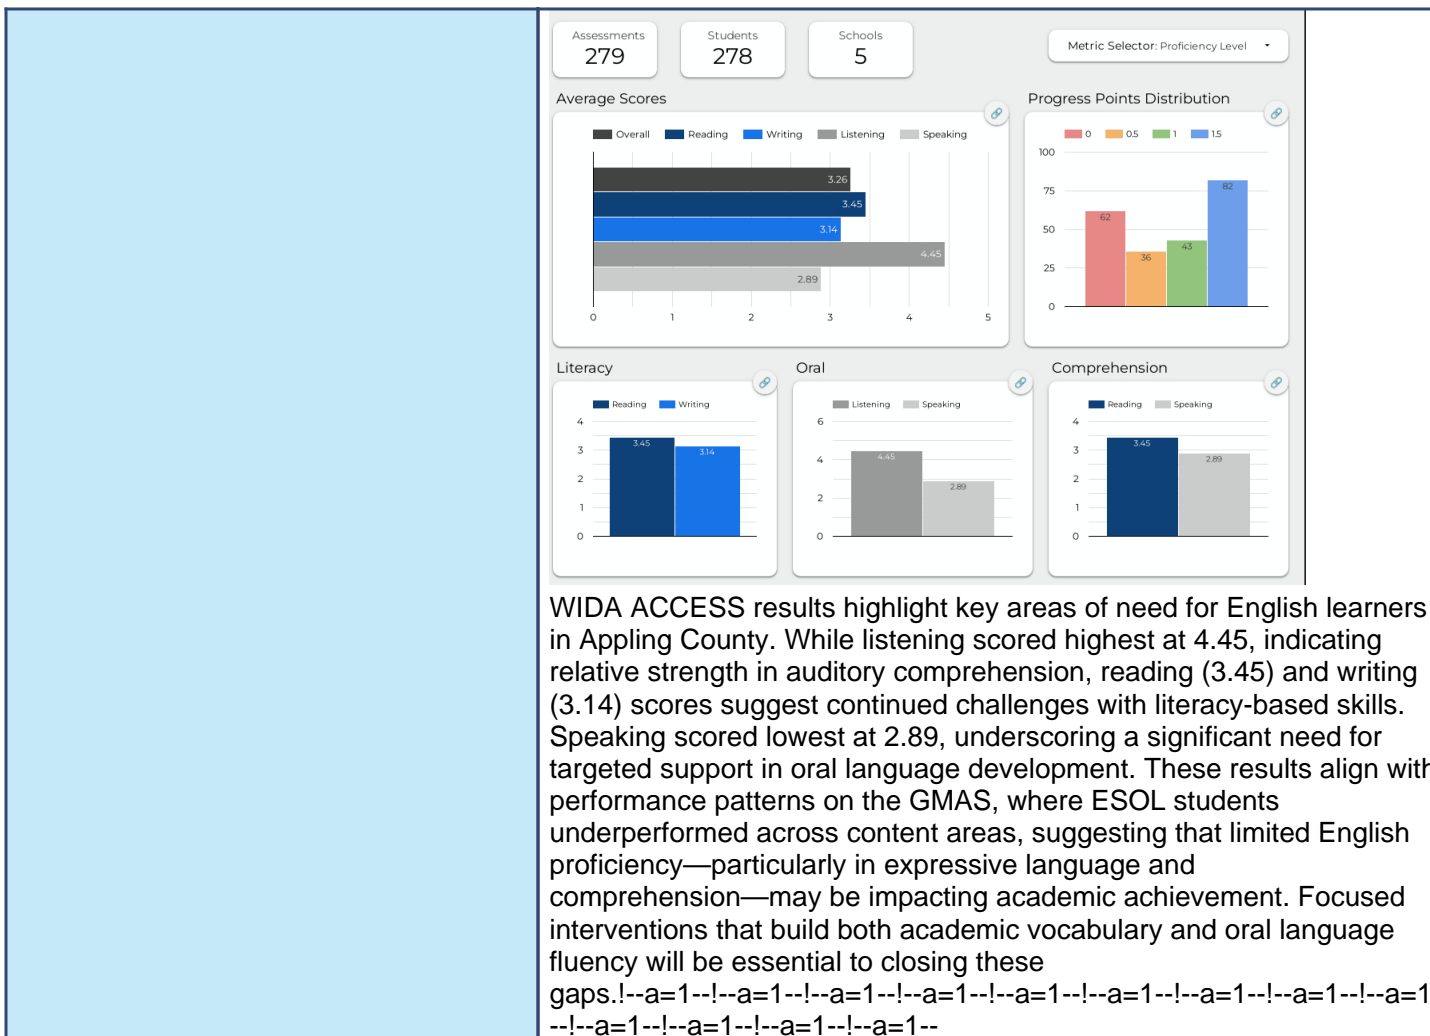 Assessments
279
Students
278
Schools
5
Metric Selector: Proficiency Level
Average Scores
Overall Reading Writing Listening Speaking
3.26
3.45
3.14
4.45
2.89
0 1 2 3 4 5
Progress Points Distribution
0 0.5 1 1.5
100
75
50
25
0
62 36 43 82
Literacy
Reading Writing
4
3
2
1
0
3.45 3.14
Oral
Listening Speaking
6
4
2
0
4.45 2.89
Comprehension
Reading Speaking
4
3
2
1
0
3.45 2.89
WIDA ACCESS results highlight key areas of need for English learners
in Appling County. While listening scored highest at 4.45, indicating
relative strength in auditory comprehension, reading (3.45) and writing
(3.14) scores suggest continued challenges with literacy-based skills.
Speaking scored lowest at 2.89, underscoring a significant need for
targeted support in oral language development. These results align with
performance patterns on the GMAS, where ESOL students
underperformed across content areas, suggesting that limited English
proficiency—particularly in expressive language and
comprehension—may be impacting academic achievement. Focused
interventions that build both academic vocabulary and oral language
fluency will be essential to closing these
gaps.!--a=1--!--a=1--!--a=1--!--a=1--!--a=1--!--a=1--!--a=1--!--a=1--!--a=1
--!--a=1--!--a=1--!--a=1--!--a=1--